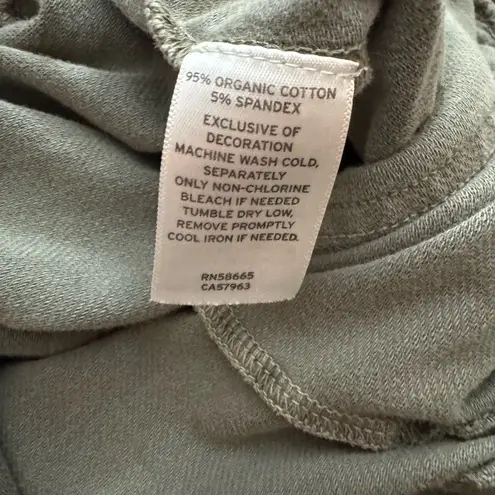 95% ORGANIC COTTON
5% SPANDEX
EXCLUSIVE OF
DECORATION
MACHINE WASH COLD,
SEPARATELY
ONLY NON-CHLORINE
BLEACH IF NEEDED
TUMBLE DRY LOW,
REMOVE PROMPTLY
COOL IRON IF NEEDED.
RN58665
CA57963